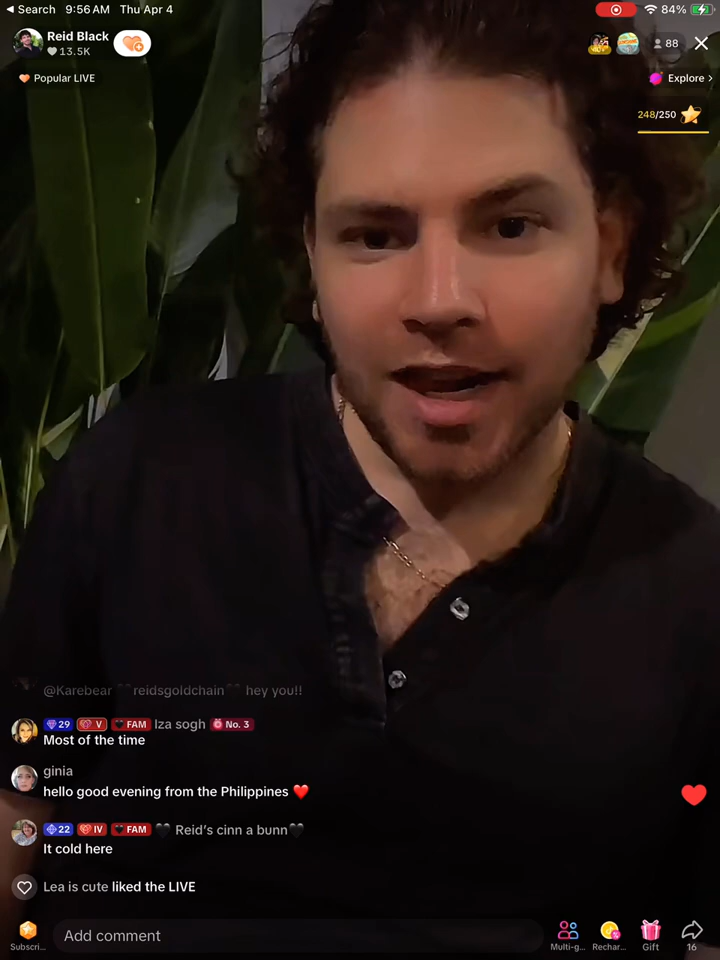 Search 9:56 AM Thu Apr 4 84%
Reid Black
13.5K
88
Popular LIVE
Explore
248/250
@Karebear reidsgoldchain hey you!!
29 V FAM Iza sogh No. 3
Most of the time
ginia
hello good evening from the Philippines ❤️
22 IV FAM 🖤 Reid's cinn a bunn🖤
It cold here
Lea is cute liked the LIVE
Add comment
Subscri... Multi-g... Rechar... Gift 16